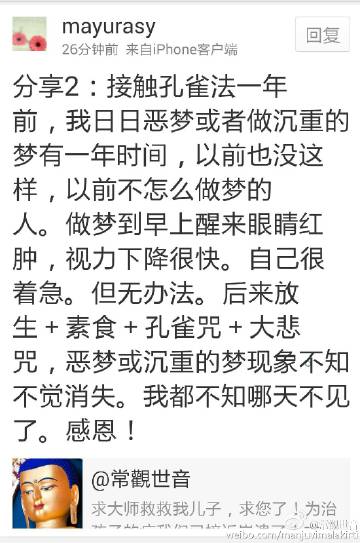 mayurasy
26分钟前 来自iPhone客户端
回复
分享2：接触孔雀法一年
前，我日日恶梦或者做沉重的
梦有一年时间，以前也没这
样，以前不怎么做梦的
人。做梦到早上醒来眼睛红
肿，视力下降很快。自己很
着急。但无办法。后来放
生＋素食＋孔雀咒＋大悲
咒，恶梦或沉重的梦现象不知
不觉消失。我都不知哪天不见
了。感恩！
@常觀世音
求大师救救我儿子，求您了！为治
weibo.com/manjuvimalakirti